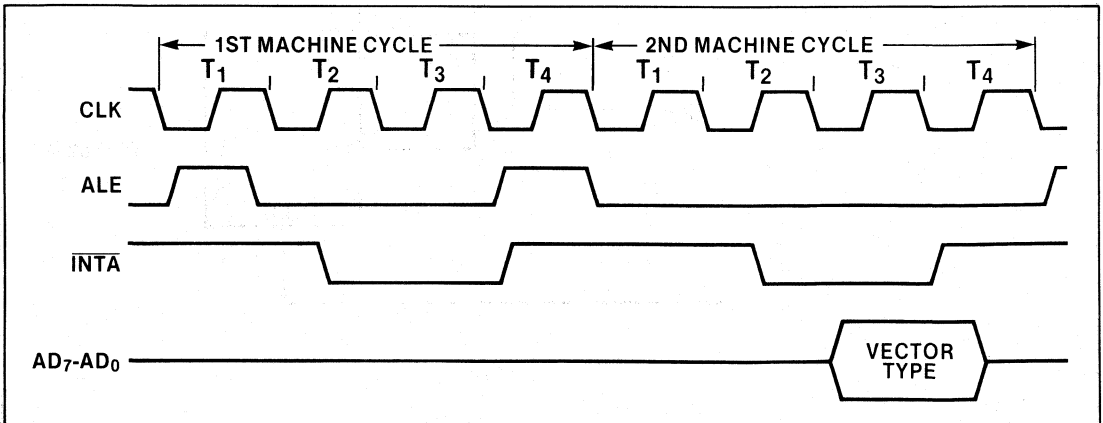 1ST MACHINE CYCLE 2ND MACHINE CYCLE
T1 T2 T3 T4 T1 T2 T3 T4
CLK
ALE
INTA
AD7-AD0
VECTOR
TYPE